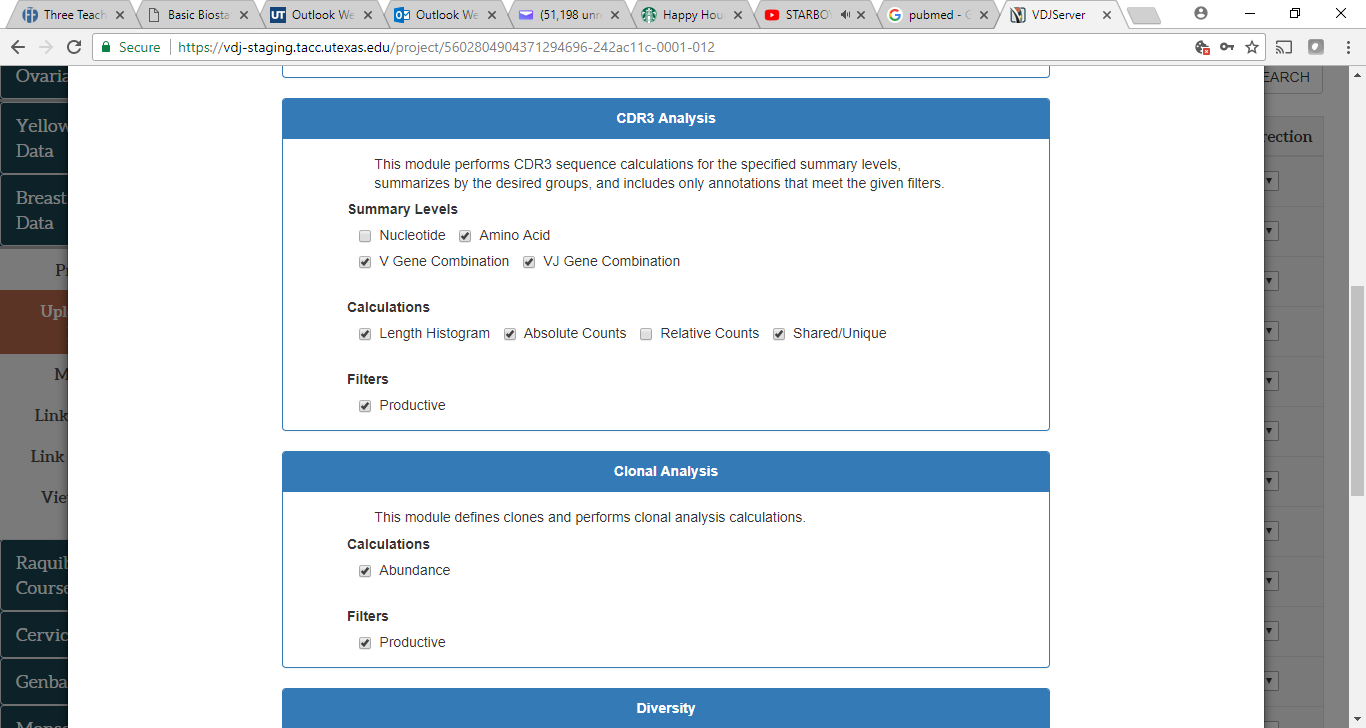 Three Teach
Basic Biosta
UT Outlook We
Outlook We
(51,198 unr
Happy Hou
STARBO
pubmed - G
VDJServer
Secure https://vdj-staging.tacc.utexas.edu/project/5602804904371294696-242ac11c-0001-012
Ovaria
EARCH
Yellow
Data
rection
Breast
Data
P
Upl
M
Link
Link
Vie
Raquib
Course
Cervic
Genba
CDR3 Analysis
This module performs CDR3 sequence calculations for the specified summary levels,
summarizes by the desired groups, and includes only annotations that meet the given filters.
Summary Levels
Nucleotide Amino Acid
V Gene Combination VJ Gene Combination
Calculations
Length Histogram Absolute Counts Relative Counts Shared/Unique
Filters
Productive
Clonal Analysis
This module defines clones and performs clonal analysis calculations.
Calculations
Abundance
Filters
Productive
Diversity